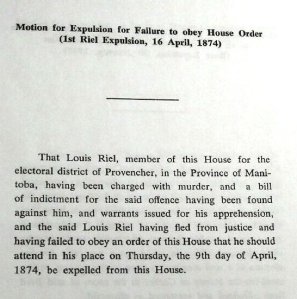 Motion for Expulsion for Failure to obey House Order
(1st Riel Expulsion, 16 April, 1874)
That Louis Riel, member of this House for the
electoral district of Provencher, in the Province of Mani-
toba, having been charged with murder, and a bill
of indictment for the said offence having been found
against him, and warrants issued for his apprehension,
and the said Louis Riel having fled from justice and
having failed to obey an order of this House that he should
attend in his place on Thursday, the 9th day of April,
1874, be expelled from this House.